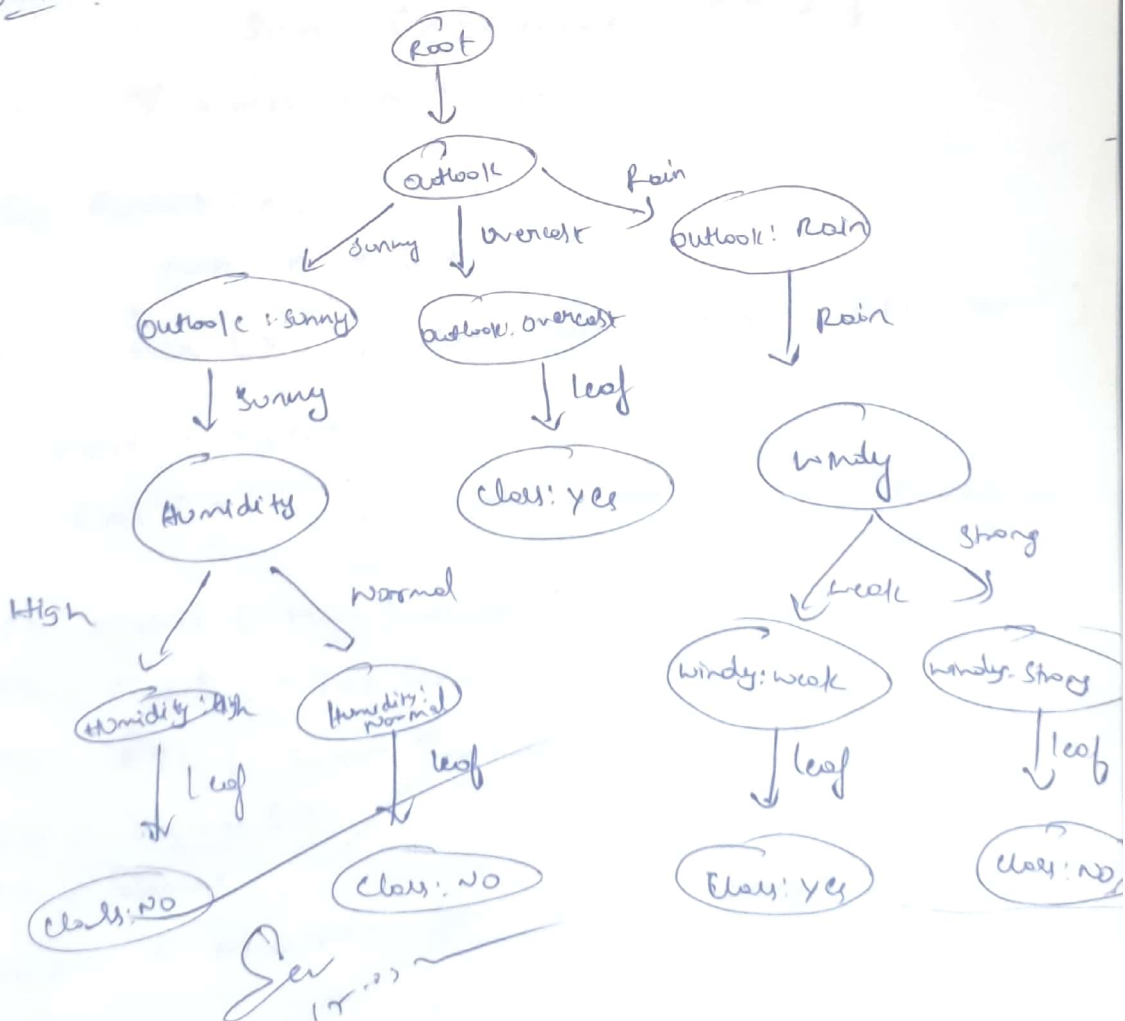 Root
Outlook
Rain
Sunny
Overcast
Outlook: Rain
Outlook: Sunny
Outlook: Overcast
Rain
Sunny
leaf
Windy
Humidity
Class: Yes
Strong
High
Normal
Weak
Humidity: High
Humidity: Normal
Windy: Weak
Windy: Strong
Leaf
leaf
leaf
leaf
Class: NO
Class: NO
Class: Yes
Class: NO